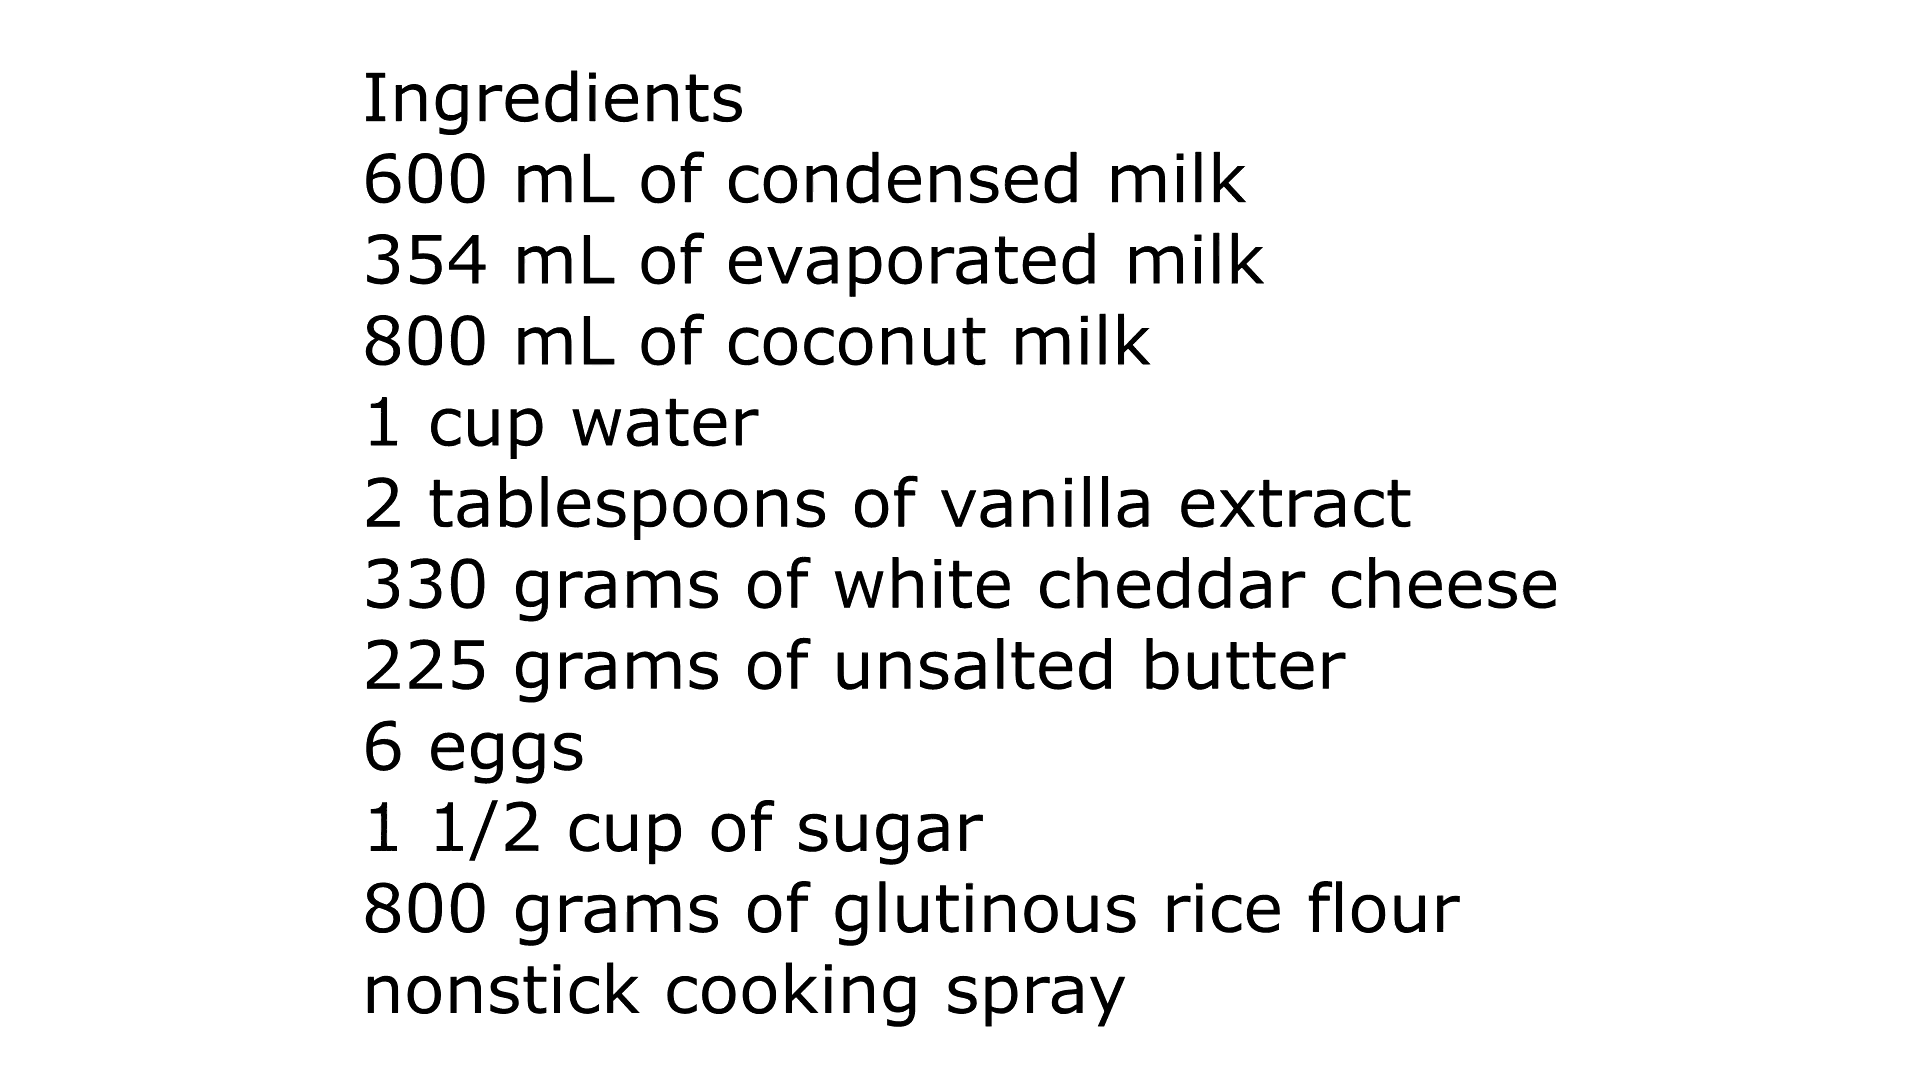 Ingredients
600 mL of condensed milk
354 mL of evaporated milk
800 mL of coconut milk
1 cup water
2 tablespoons of vanilla extract
330 grams of white cheddar cheese
225 grams of unsalted butter
6 eggs
1 1/2 cup of sugar
800 grams of glutinous rice flour
nonstick cooking spray